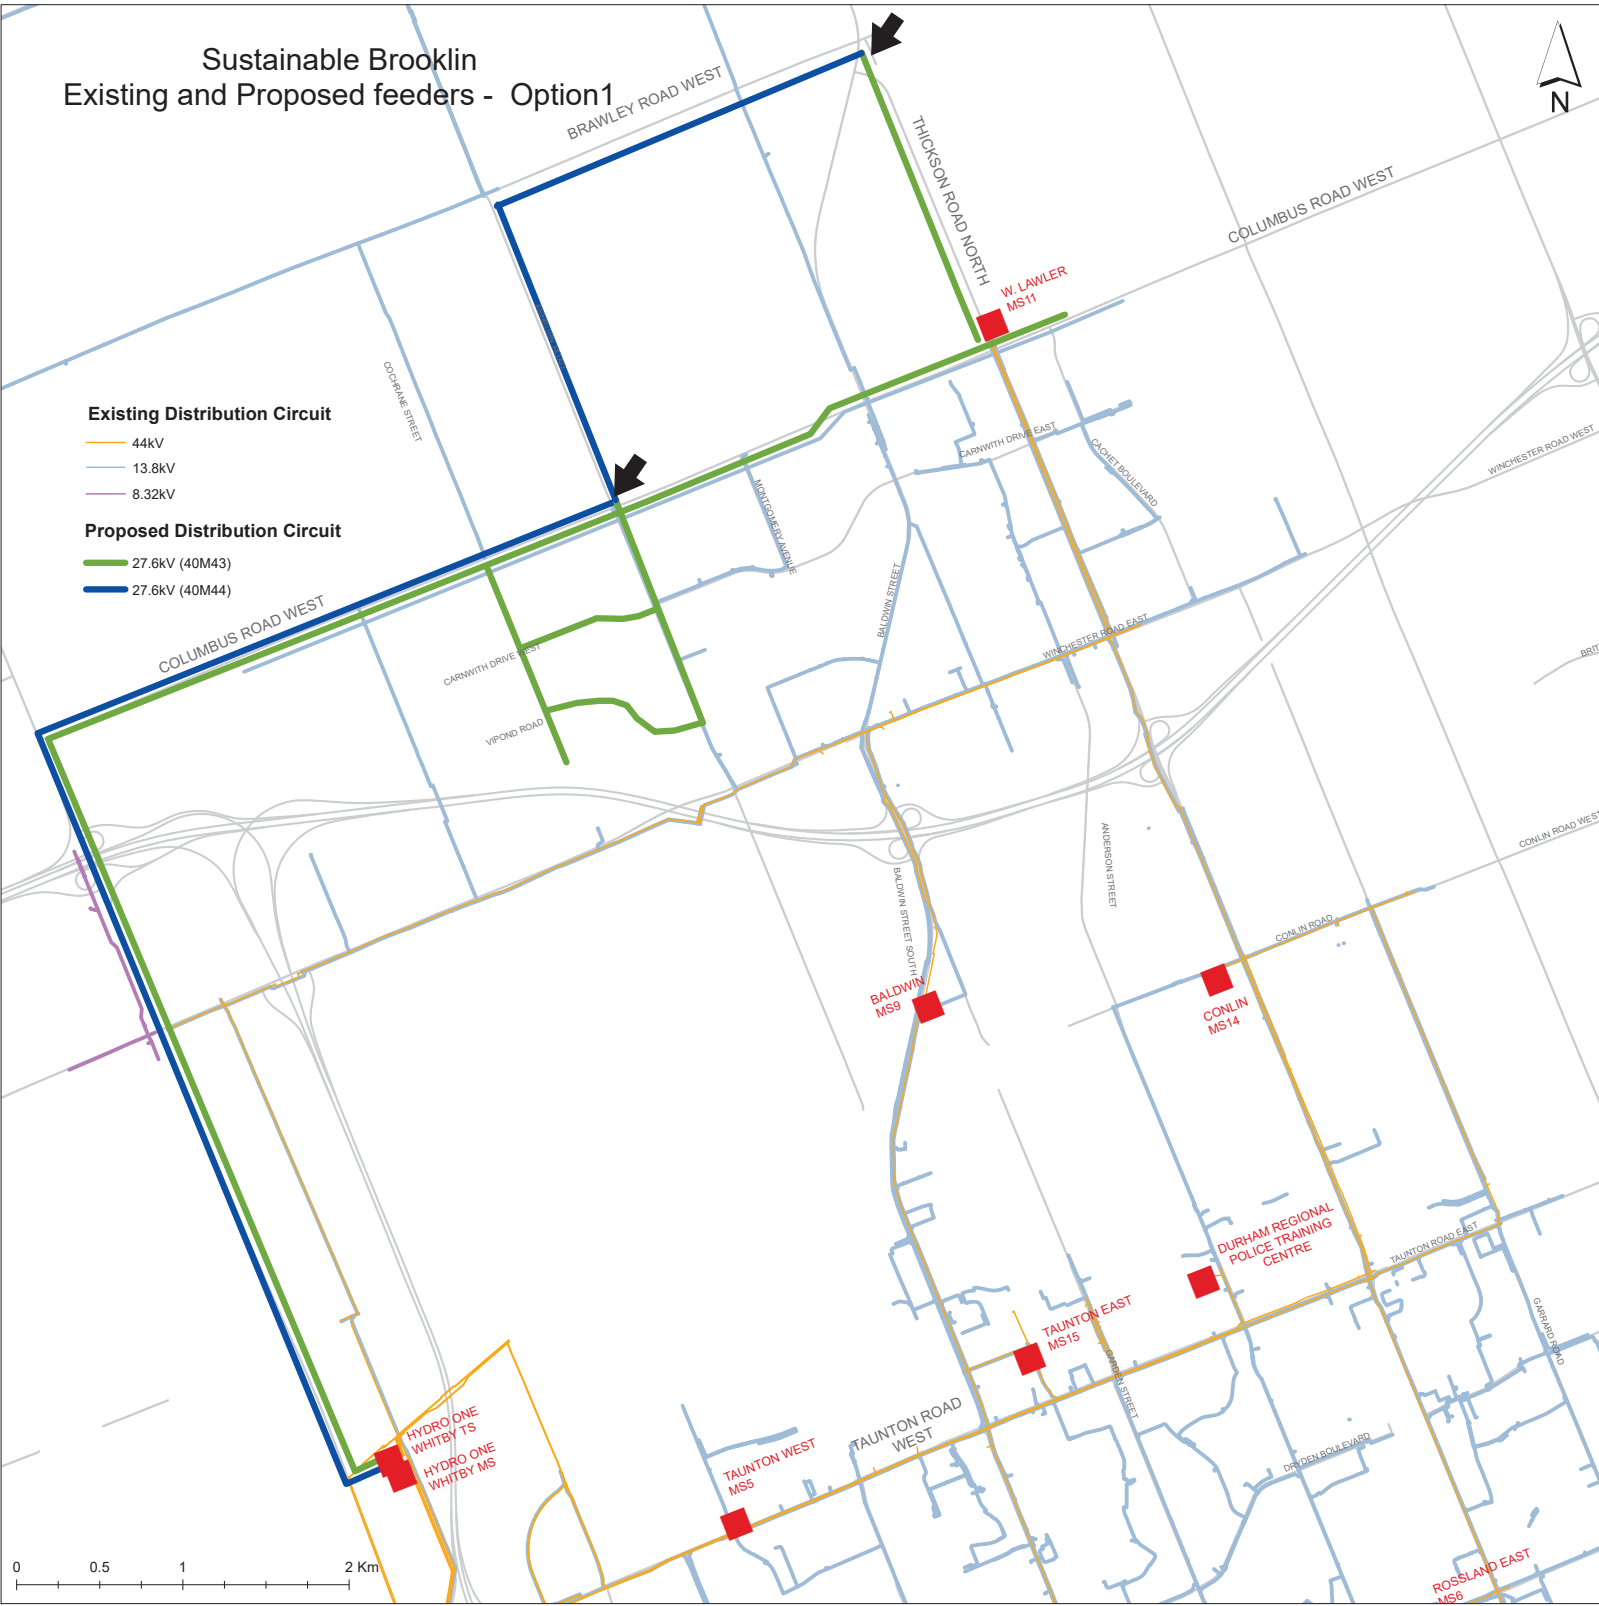 Sustainable Brooklin
Existing and Proposed feeders - Option1
N
BRAWLEY ROAD WEST
THICKSON ROAD NORTH
COLUMBUS ROAD WEST
W. LAWLER
MS11
COCHRANE STREET
Existing Distribution Circuit
44kV
13.8kV
8.32kV
Proposed Distribution Circuit
27.6kV (40M43)
27.6kV (40M44)
CARNWITH DRIVE EAST
CACHET BOULEVARD
WINCHESTER ROAD WEST
MONTGOMERY AVENUE
BALDWIN STREET
COLUMBUS ROAD WEST
CARNWITH DRIVE WEST
WINCHESTER ROAD EAST
BRIT
VIPOND ROAD
ANDERSON STREET
CONLIN ROAD WEST
BALDWIN STREET SOUTH
CONLIN ROAD
BALDWIN
MS9
CONLIN
MS14
DURHAM REGIONAL
POLICE TRAINING
CENTRE
TAUNTON ROAD EAST
TAUNTON EAST
MS15
GARDEN STREET
GARRARD ROAD
HYDRO ONE
WHITBY TS
HYDRO ONE
WHITBY MS
TAUNTON WEST
MS5
TAUNTON ROAD
WEST
DRYDEN BOULEVARD
ROSSLAND EAST
MS6
0 0.5 1 2 Km